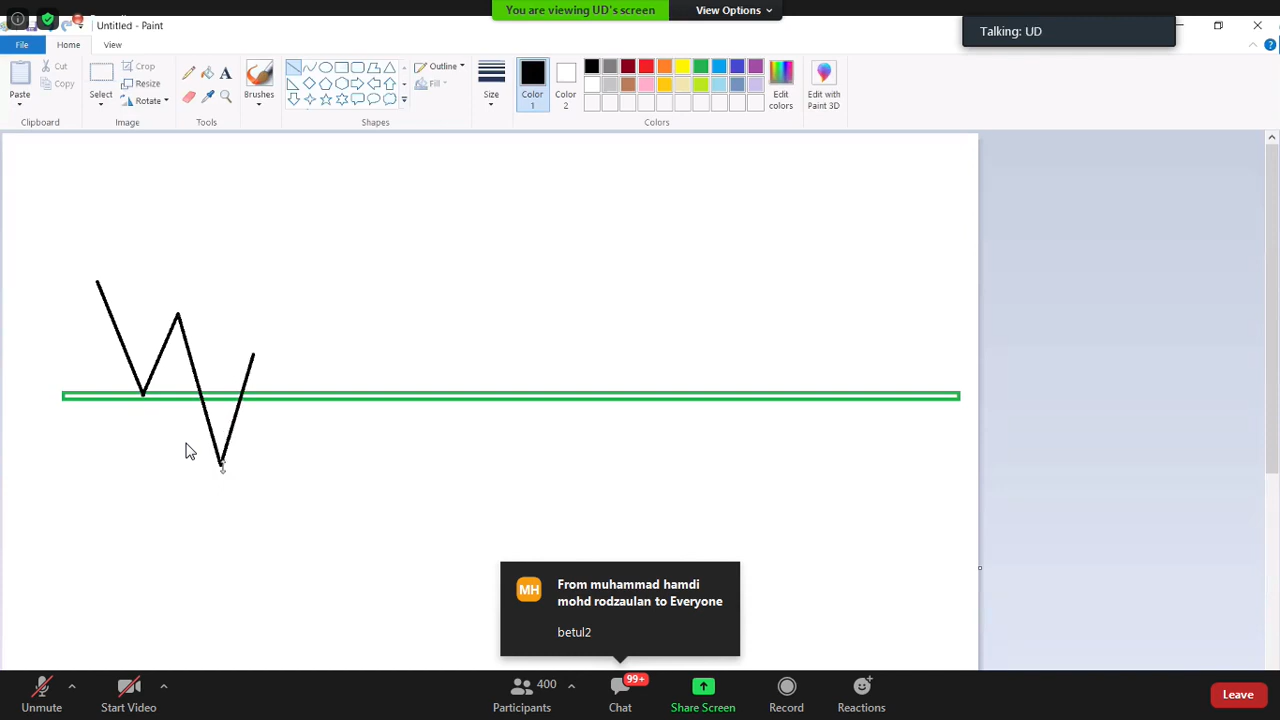 You are viewing UD's screen
View Options
Talking: UD
Untitled - Paint
File
Home
View
Paste
Cut
Copy
Clipboard
Select
Crop
Resize
Rotate
Image
Tools
Brushes
Outline
Fill
Shapes
Size
Color
1
Color
2
Edit
colors
Colors
Edit with
Paint 3D
MH
From muhammad hamdi
mohd rodzaulan to Everyone
betul2
Unmute
Start Video
400
Participants
99+
Chat
Share Screen
Record
Reactions
Leave